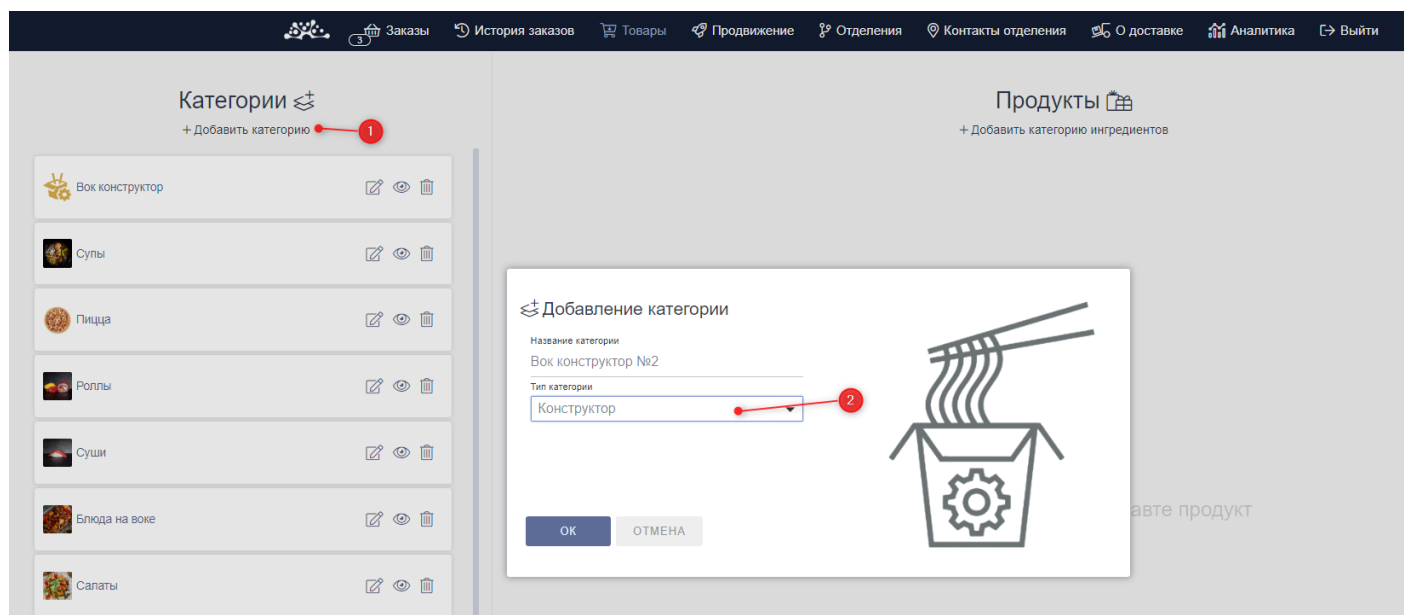 3 Заказы История заказов Товары Продвижение Отделения Контакты отделения О доставке Аналитика Выйти
Категории
+ Добавить категорию
1
Вок конструктор
Супы
Пицца
Роллы
Суши
Блюда на воке
Салаты
Продукты
+ Добавить категорию ингредиентов
Добавление категории
Название категории
Вок конструктор №2
Тип категории
Конструктор
2
ОК ОТМЕНА
авте продукт